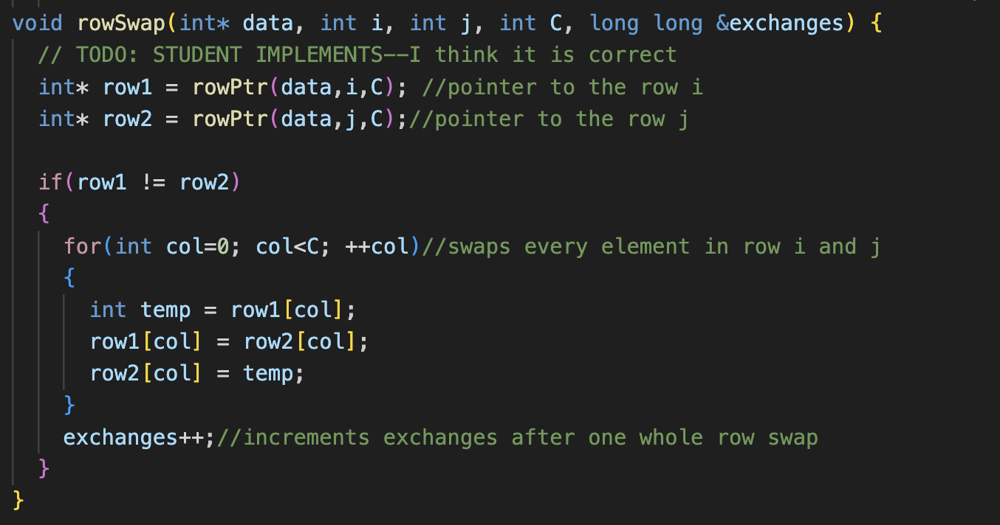 void rowSwap(int* data, int i, int j, int C, long long &exchanges) {
// TODO: STUDENT IMPLEMENTS--I think it is correct
int* row1 = rowPtr(data,i,C); //pointer to the row i
int* row2 = rowPtr(data,j,C);//pointer to the row j
if(row1 != row2)
{
for(int col=0; col<C; ++col)//swaps every element in row i and j
{
int temp = row1[col];
row1[col] = row2[col];
row2[col] = temp;
}
exchanges++;//increments exchanges after one whole row swap
}
}